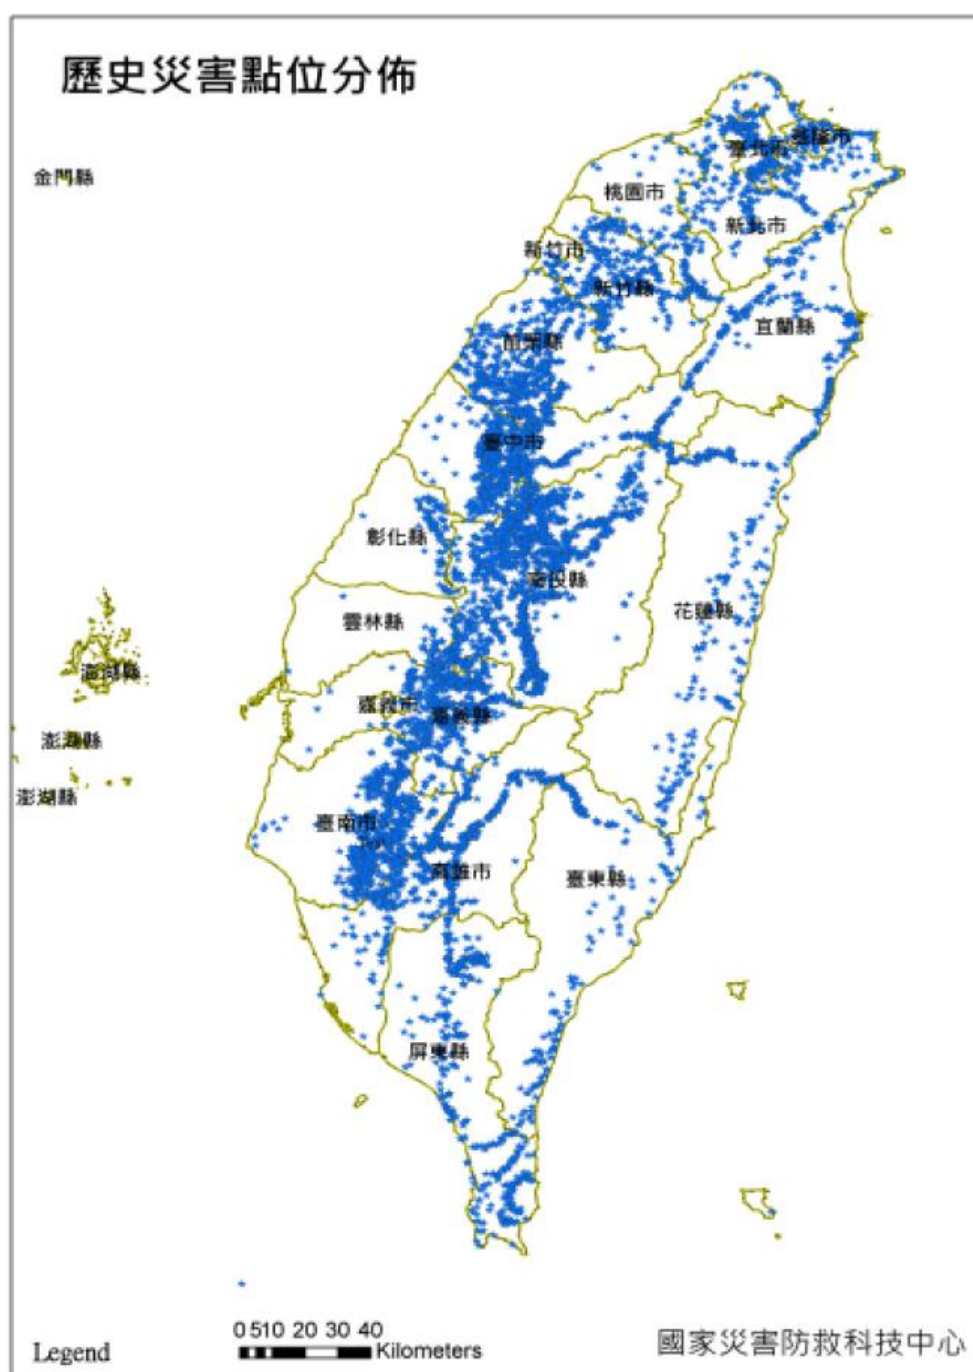 歷史災害點位分佈
金門縣
基隆市
臺北市
桃園市
新北市
新竹市
新竹縣
宜蘭縣
苗栗縣
臺中市
彰化縣
南投縣
花蓮縣
雲林縣
澎湖縣
嘉義市
嘉義縣
澎湖縣
澎湖縣
臺南市
高雄市
臺東縣
屏東縣
0 5 10 20 30 40
Kilometers
Legend
國家災害防救科技中心